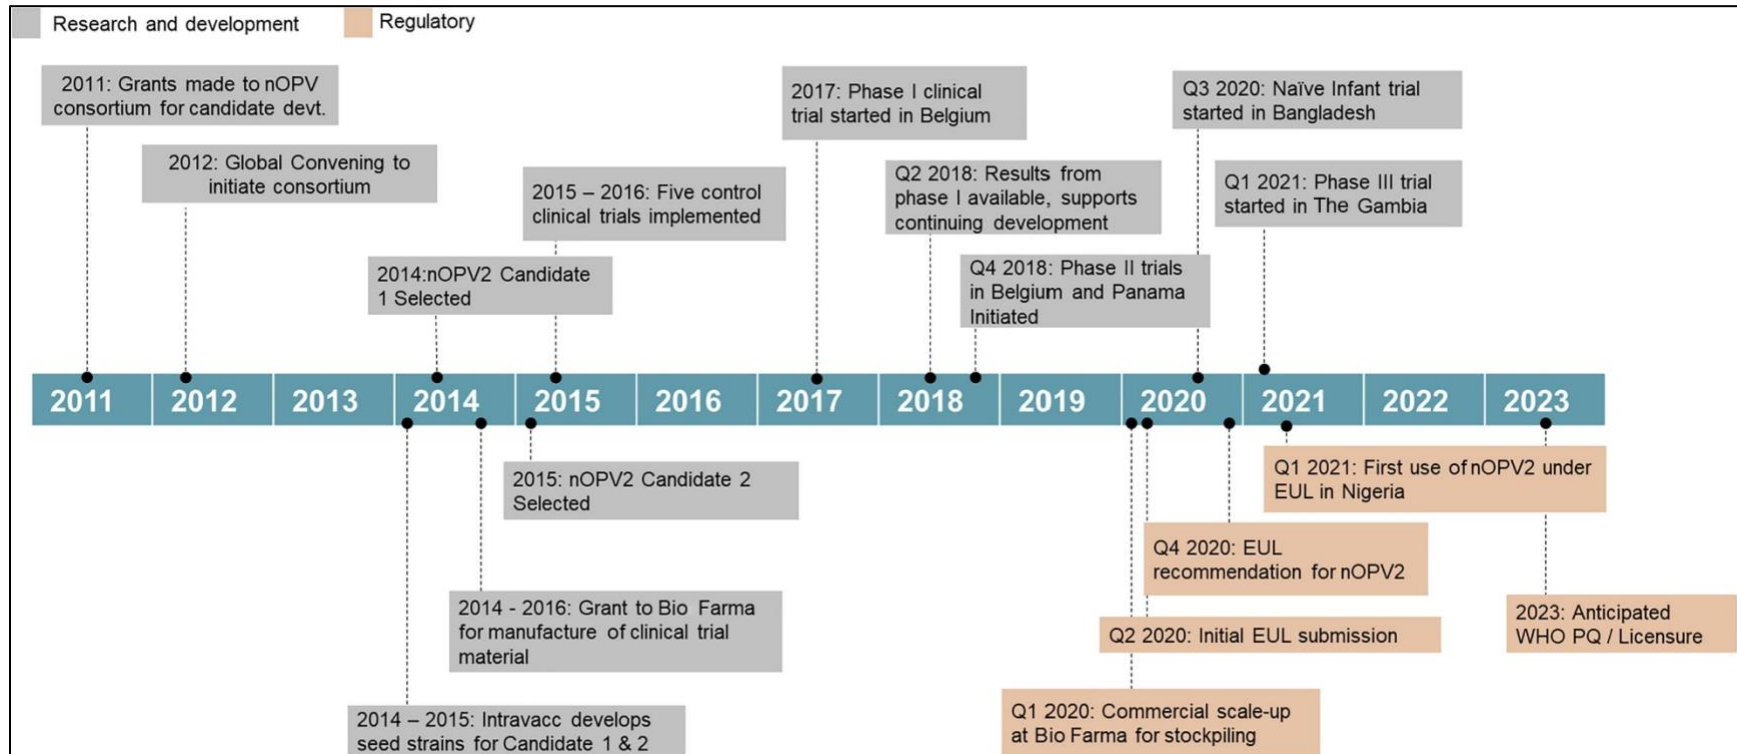 Research and development
Regulatory
2011: Grants made to nOPV
consortium for candidate devt.
2012: Global Convening to
initiate consortium
2014:nOPV2 Candidate
1 Selected
2015 – 2016: Five control
clinical trials implemented
2017: Phase I clinical
trial started in Belgium
Q2 2018: Results from
phase I available, supports
continuing development
Q4 2018: Phase II trials
in Belgium and Panama
Initiated
Q3 2020: Naïve Infant trial
started in Bangladesh
Q1 2021: Phase III trial
started in The Gambia
2011
2012
2013
2014
2015
2016
2017
2018
2019
2020
2021
2022
2023
2015: nOPV2 Candidate 2
Selected
2014 - 2016: Grant to Bio Farma
for manufacture of clinical trial
material
2014 – 2015: Intravacc develops
seed strains for Candidate 1 & 2
Q1 2021: First use of nOPV2 under
EUL in Nigeria
Q4 2020: EUL
recommendation for nOPV2
Q2 2020: Initial EUL submission
Q1 2020: Commercial scale-up
at Bio Farma for stockpiling
2023: Anticipated
WHO PQ / Licensure